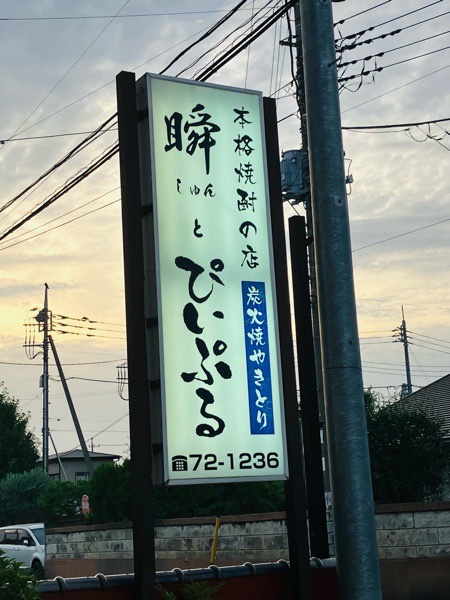 本格焼酎の店
瞬
しゅん
と
ぴいぷる
炭火焼やきとり
☎72-1236